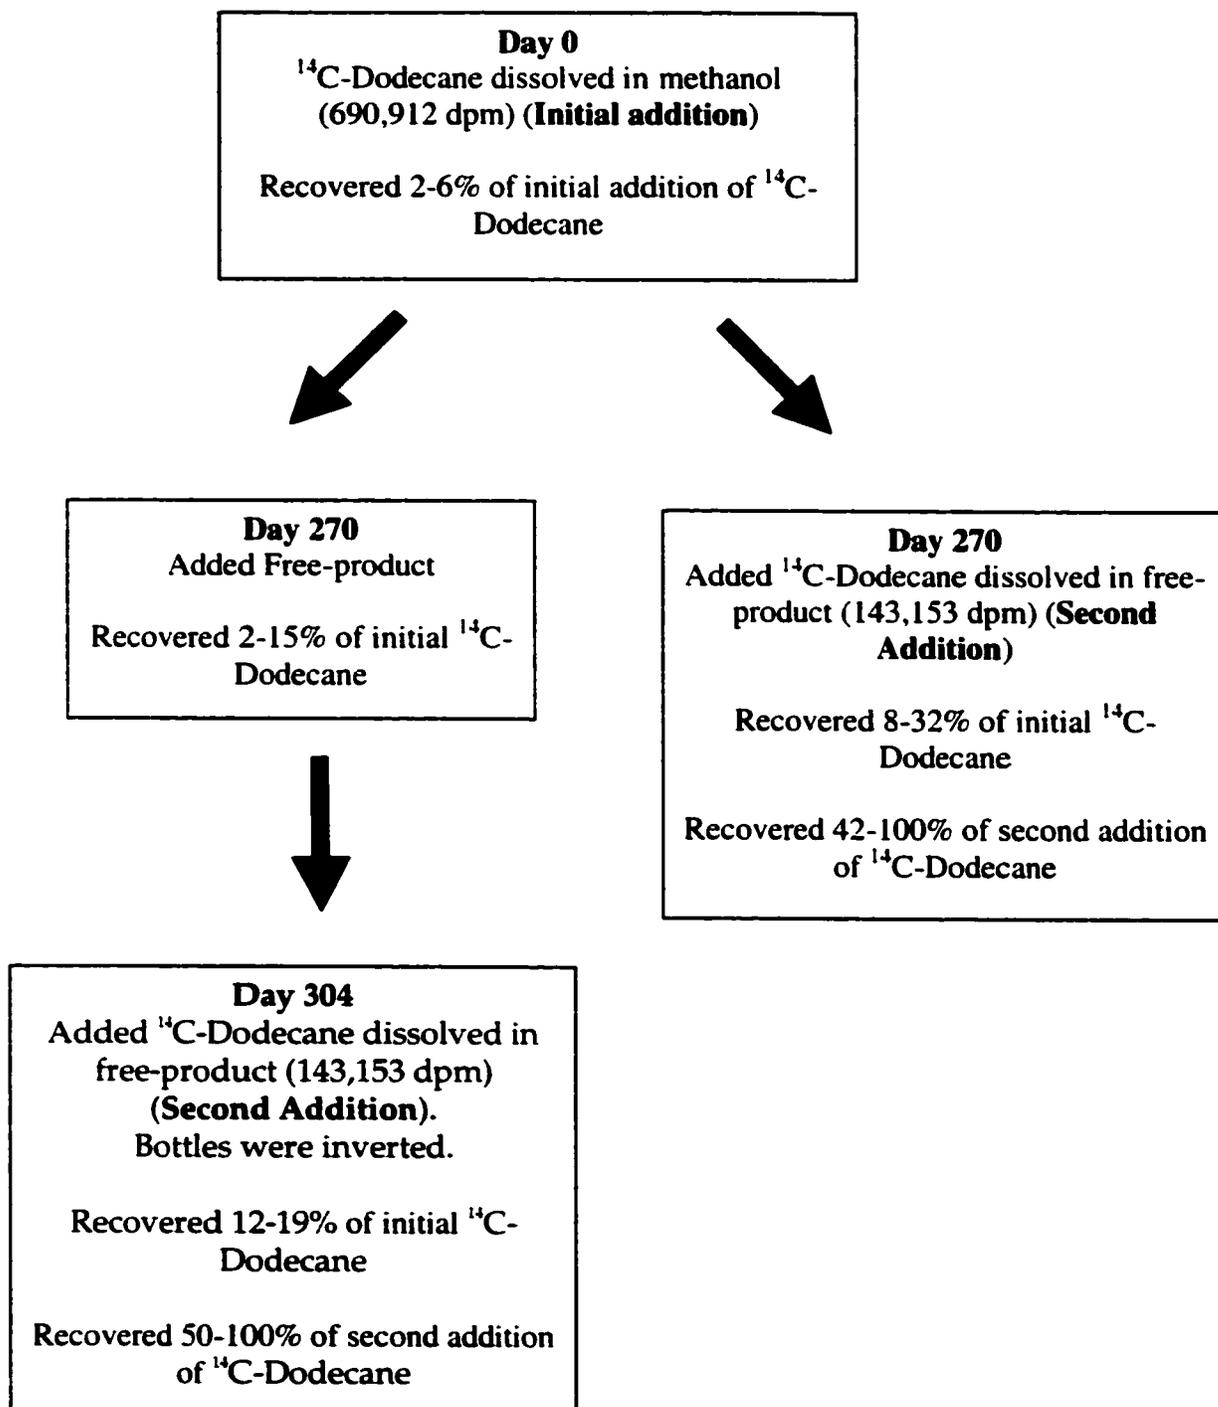 Day 0
¹⁴C-Dodecane dissolved in methanol
(690,912 dpm) (Initial addition)
Recovered 2-6% of initial addition of ¹⁴C-
Dodecane
Day 270
Added Free-product
Recovered 2-15% of initial ¹⁴C-
Dodecane
Day 270
Added ¹⁴C-Dodecane dissolved in free-
product (143,153 dpm) (Second
Addition)
Recovered 8-32% of initial ¹⁴C-
Dodecane
Recovered 42-100% of second addition
of ¹⁴C-Dodecane
Day 304
Added ¹⁴C-Dodecane dissolved in
free-product (143,153 dpm)
(Second Addition).
Bottles were inverted.
Recovered 12-19% of initial ¹⁴C-
Dodecane
Recovered 50-100% of second addition
of ¹⁴C-Dodecane